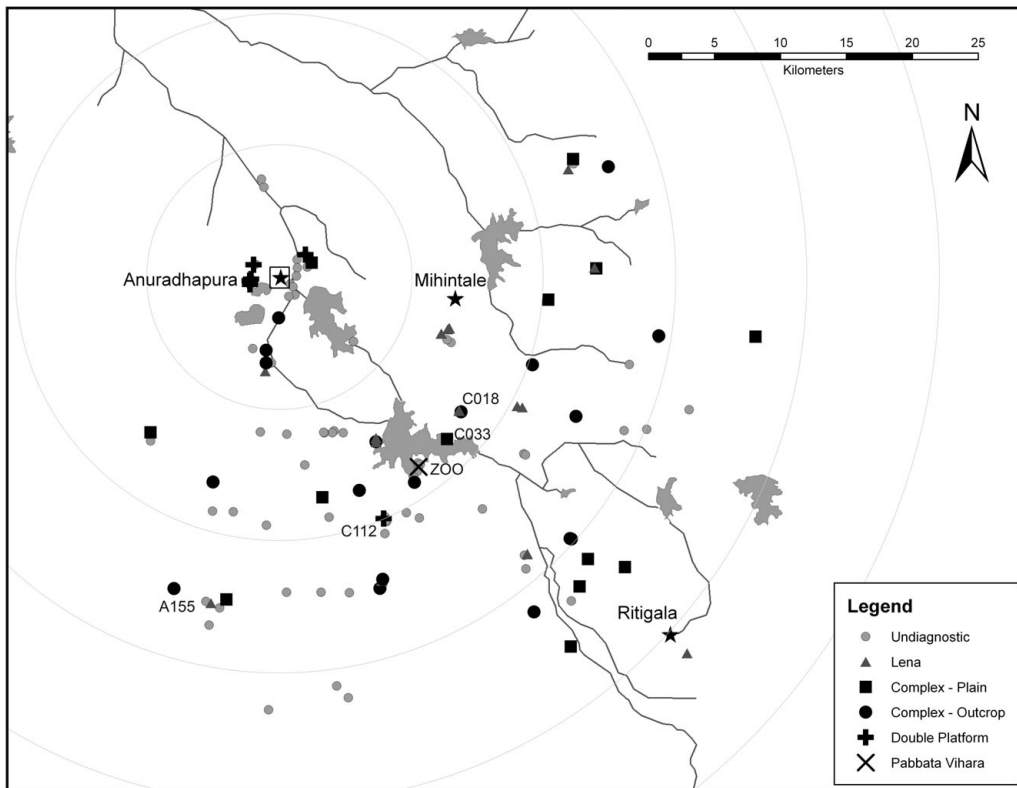 0 5 10 15 20 25
Kilometers
N
Anuradhapura
Mihintale
C018
C033
ZOO
C112
A155
Ritigala
Legend
Undiagnostic
Lena
Complex - Plain
Complex - Outcrop
Double Platform
Pabbata Vihara